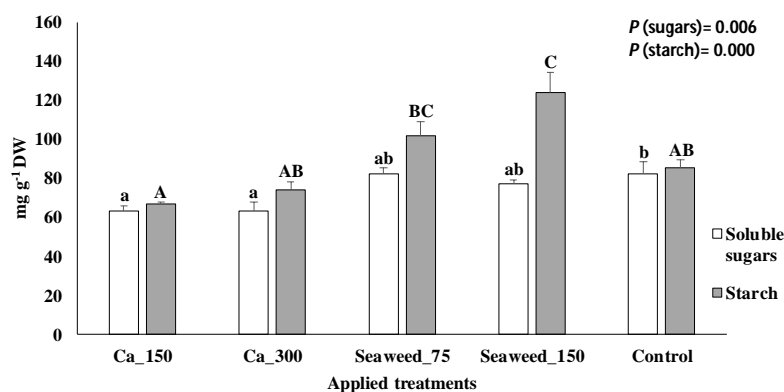 160
140
120
100
80
60
40
20
0
mg g-1 DW
P (sugars)= 0.006
P (starch)= 0.000
a A
a AB
ab BC
ab C
b AB
Soluble
sugars
Starch
Ca_150 Ca_300 Seaweed_75 Seaweed_150 Control
Applied treatments